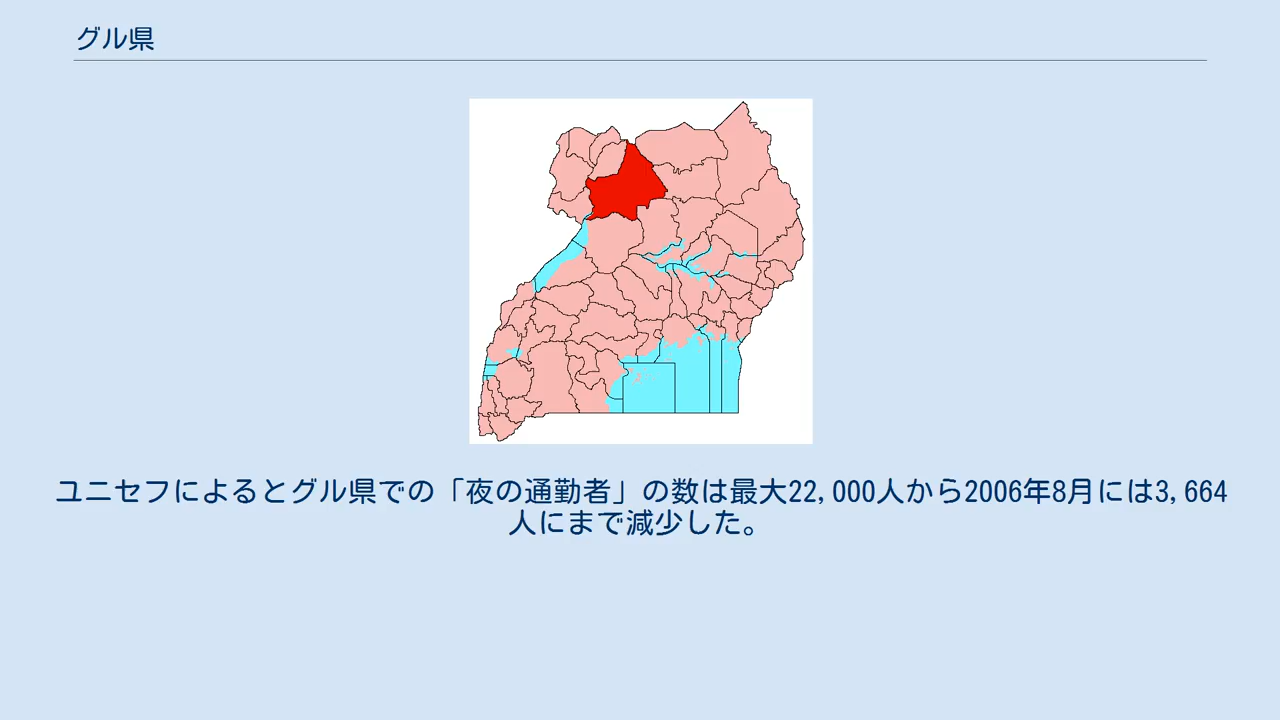 グル県
ユニセフによるとグル県での「夜の通勤者」の数は最大22,000人から2006年8月には3,664
人にまで減少した。